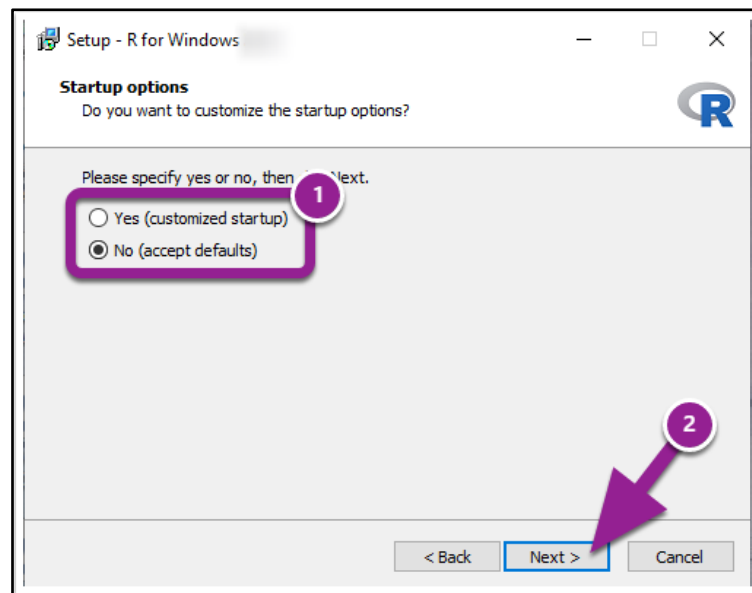 Setup - R for Windows
Startup options
Do you want to customize the startup options?
Please specify yes or no, then Next.
1
Yes (customized startup)
No (accept defaults)
2
< Back
Next >
Cancel
R